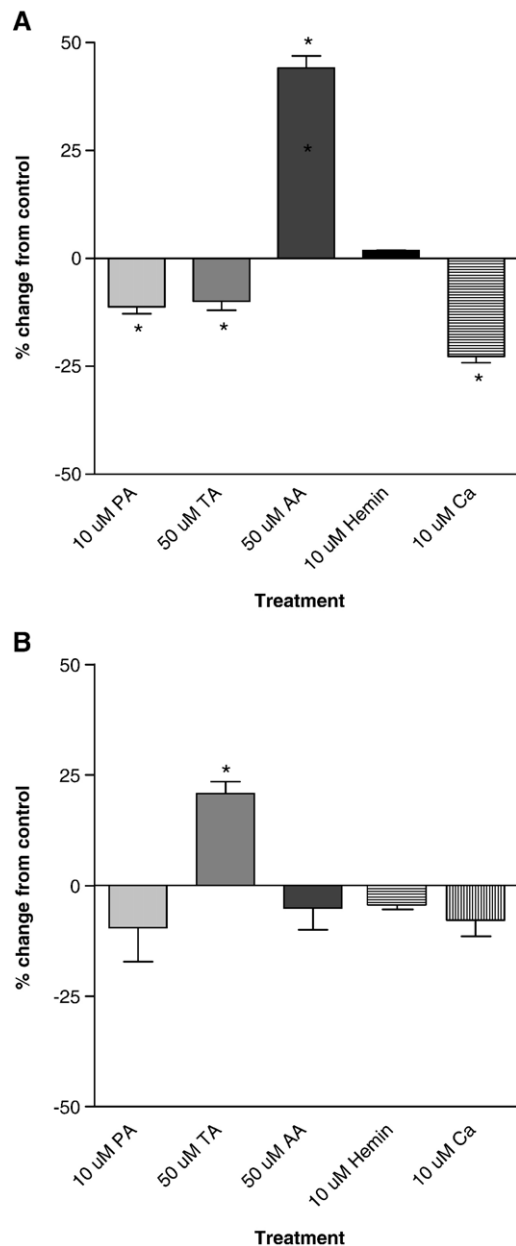 A
50
25
0
-25
-50
% change from control
*
*
*
*
*
10 uM PA
50 uM TA
50 uM AA
10 uM Hemin
10 uM Ca
Treatment
B
50
25
0
-25
-50
% change from control
*
10 uM PA
50 uM TA
50 uM AA
10 uM Hemin
10 uM Ca
Treatment